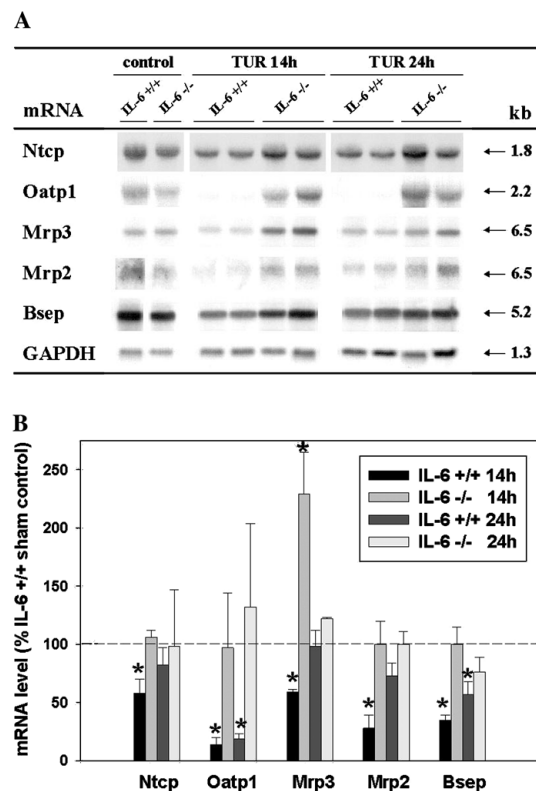 A
control TUR 14h TUR 24h
IL-6 +/+ IL-6 -/- IL-6 +/+ IL-6 -/- IL-6 +/+ IL-6 -/-
mRNA kb
Ntcp ← 1.8
Oatp1 ← 2.2
Mrp3 ← 6.5
Mrp2 ← 6.5
Bsep ← 5.2
GAPDH ← 1.3
B
mRNA level (% IL-6 +/+ sham control)
250
200
150
100
50
0
IL-6 +/+ 14h
IL-6 -/- 14h
IL-6 +/+ 24h
IL-6 -/- 24h
* * * * * * * *
Ntcp Oatp1 Mrp3 Mrp2 Bsep